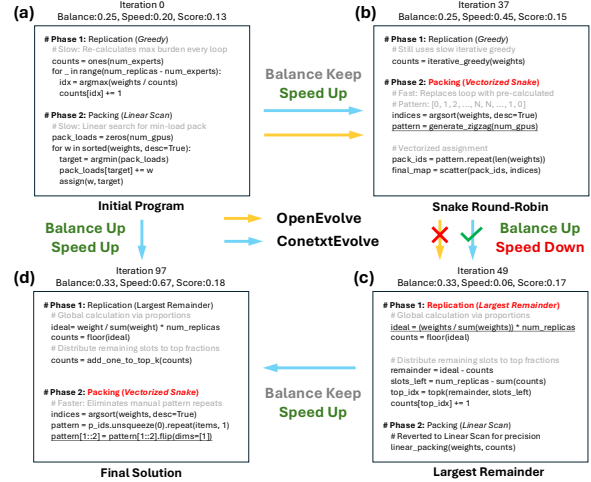 (a)
Iteration 0
Balance:0.25, Speed:0.20, Score:0.13
# Phase 1: Replication (Greedy)
# Slow: Re-calculates max burden every loop
counts = ones(num_experts)
for _ in range(num_replicas - num_experts):
idx = argmax(weights / counts)
counts[idx] += 1
# Phase 2: Packing (Linear Scan)
# Slow: Linear search for min-load pack
pack_loads = zeros(num_gpus)
for w in sorted(weights, desc=True):
target = argmin(pack_loads)
pack_loads[target] += w
assign(w, target)
Initial Program
Balance Keep
Speed Up
(b)
Iteration 37
Balance:0.25, Speed:0.45, Score:0.15
# Phase 1: Replication (Greedy)
# Still uses slow iterative greedy
counts = iterative_greedy(weights)
# Phase 2: Packing (Vectorized Snake)
# Fast: Replaces loop with pre-calculated
# Pattern: [0, 1, 2, ..., N, N, ..., 1, 0]
indices = argsort(weights, desc=True)
pattern = generate_zigzag(num_gpus)
# Vectorized assignment
pack_ids = pattern.repeat(len(weights))
final_map = scatter(pack_ids, indices)
Snake Round-Robin
Balance Up
Speed Up
OpenEvolve
ConetxtEvolve
Balance Up
Speed Down
(d)
Iteration 97
Balance:0.33, Speed:0.67, Score:0.18
# Phase 1: Replication (Largest Remainder)
# Global calculation via proportions
ideal= weight / sum(weight) * num_replicas
counts = floor(ideal)
# Distribute remaining slots to top fractions
counts = add_one_to_top_k(counts)
Phase 2: Packing (Vectorized Snake)
# Faster: Eliminates manual pattern repeats
indices = argsort(weights, desc=True)
pattern = p_ids.unsqueeze(0).repeat(items, 1)
pattern[1::2] = pattern[1::2].flip(dims=[1])
Final Solution
Balance Keep
Speed Up
(c)
Iteration 49
Balance:0.33, Speed:0.06, Score:0.17
# Phase 1: Replication (Largest Remainder)
# Global calculation via proportions
ideal = (weights / sum(weights)) * num_replicas
counts = floor(ideal)
# Distribute remaining slots to top fractions
remainder = ideal - counts
slots_left = num_replicas - sum(counts)
top_idx = topk(remainder, slots_left)
counts[top_idx] += 1
# Phase 2: Packing (Linear Scan)
# Reverted to Linear Scan for precision
linear_packing(weights, counts)
Largest Remainder